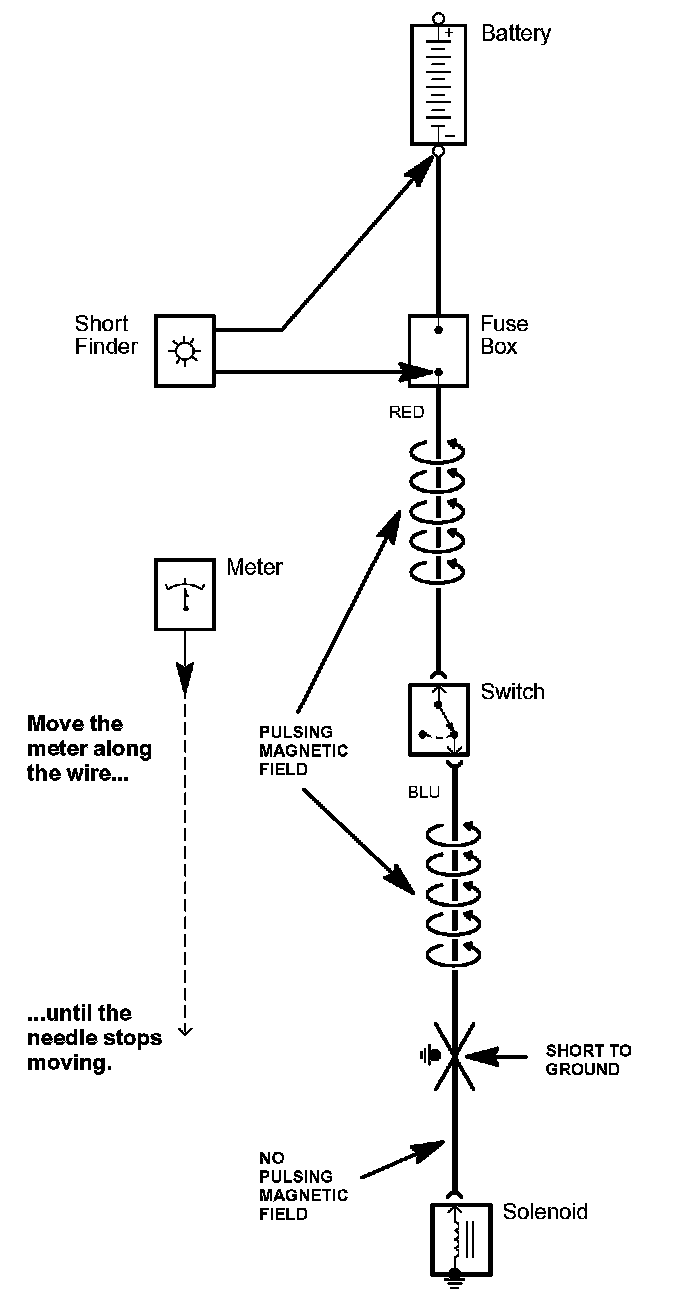 Battery
+
−
Short
Finder
Fuse
Box
RED
Meter
Switch
Move the
meter along
the wire...
PULSING
MAGNETIC
FIELD
BLU
...until the
needle stops
moving.
SHORT TO
GROUND
NO
PULSING
MAGNETIC
FIELD
Solenoid